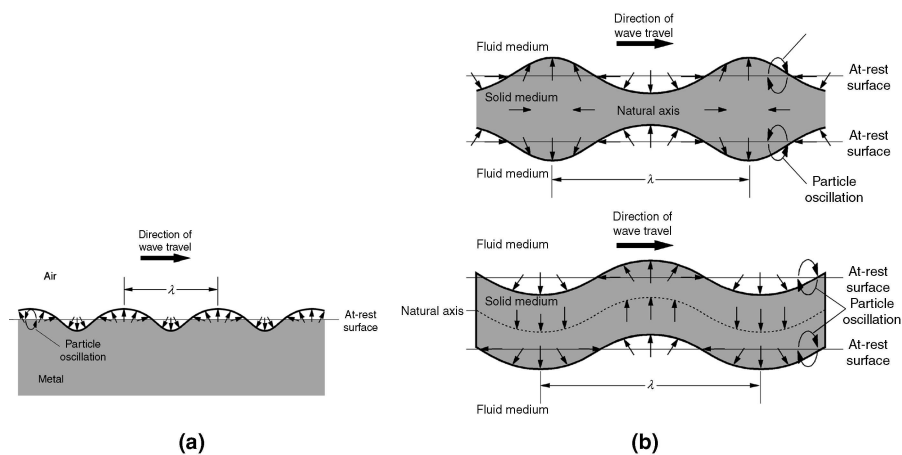 Direction of
wave travel
Air
λ
At-rest
surface
Particle
oscillation
Metal
(a)
Direction of
wave travel
Fluid medium
At-rest
surface
Solid medium
Natural axis
At-rest
surface
Fluid medium
λ
Particle
oscillation
Direction of
wave travel
Fluid medium
At-rest
surface
Solid medium
Natural axis
Particle
oscillation
At-rest
surface
λ
Fluid medium
(b)